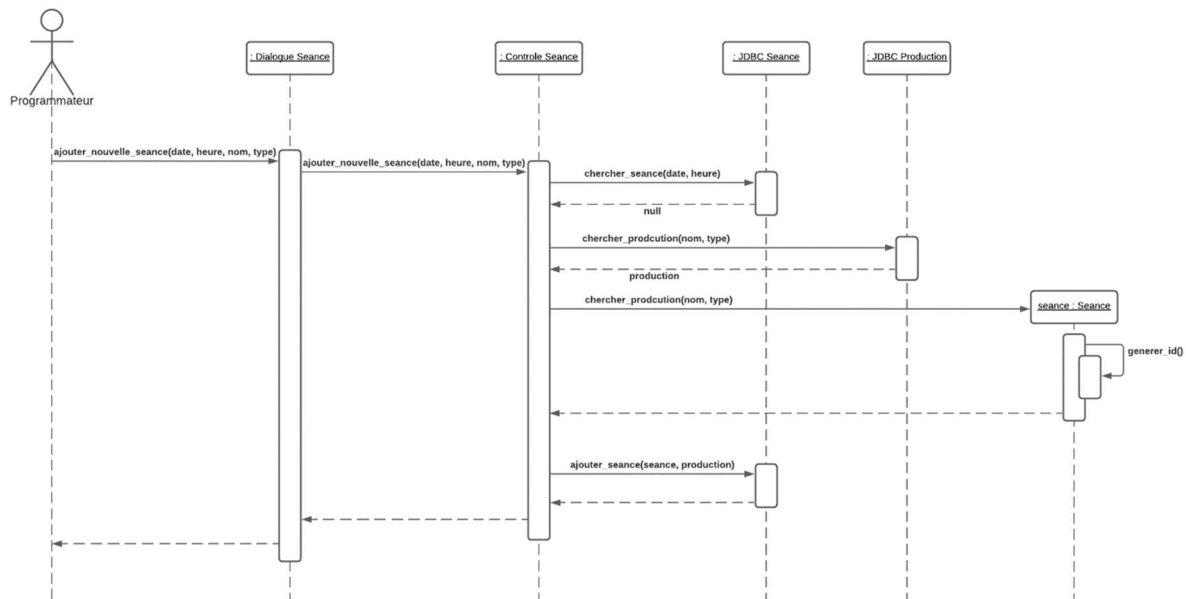 : Dialogue Seance
: Controle Seance
: JDBC Seance
: JDBC Production
Programmateur
ajouter_nouvelle_seance(date, heure, nom, type)
ajouter_nouvelle_seance(date, heure, nom, type)
chercher_seance(date, heure)
null
chercher_prodcution(nom, type)
production
chercher_prodcution(nom, type)
seance : Seance
generer_id()
ajouter_seance(seance, production)